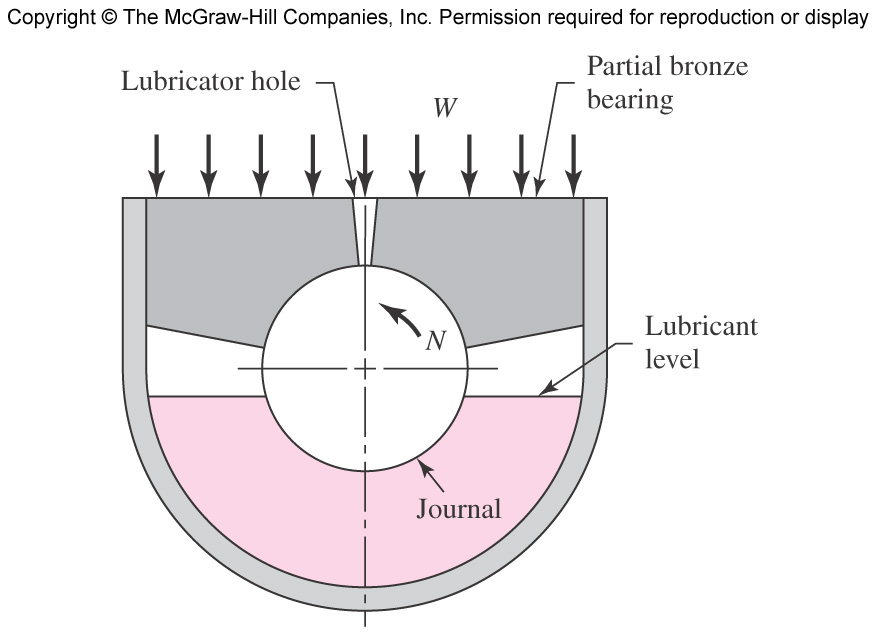 Copyright © The McGraw-Hill Companies, Inc. Permission required for reproduction or display
Lubricator hole
Partial bronze
bearing
W
N
Lubricant
level
Journal